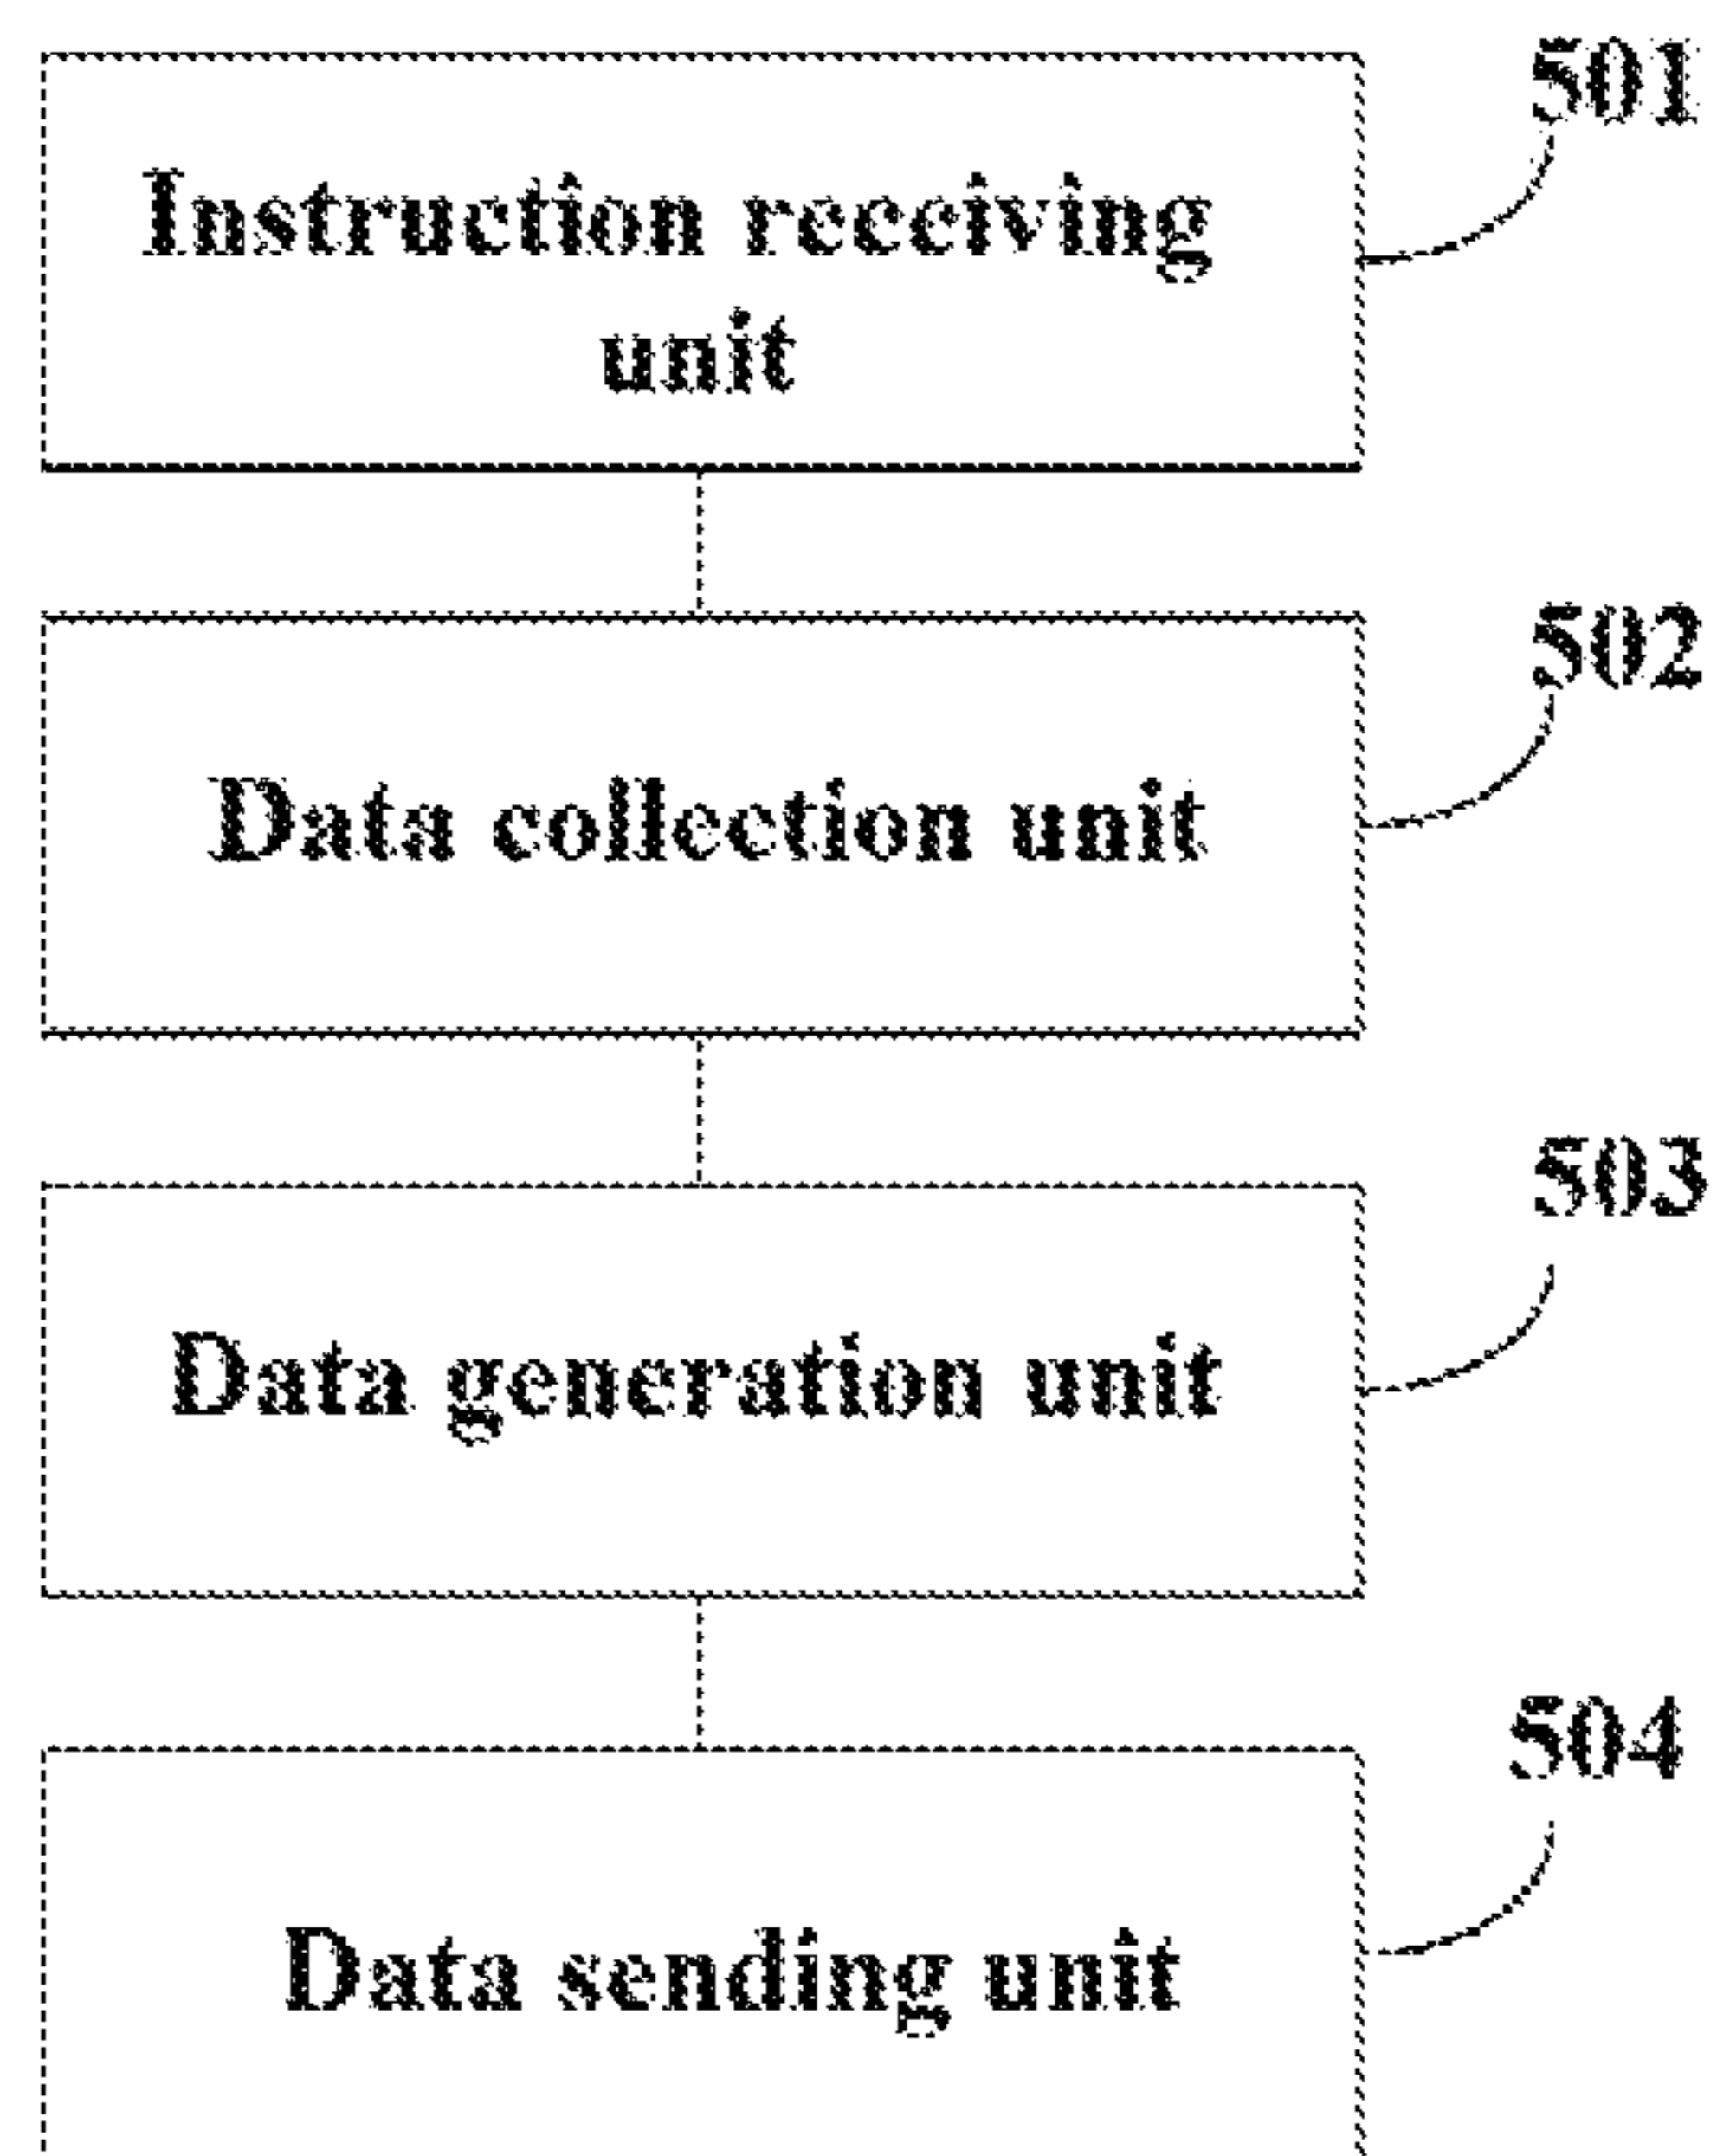 501
Instruction receiving
unit
502
Data collection unit
503
Data generation unit
504
Data sending unit